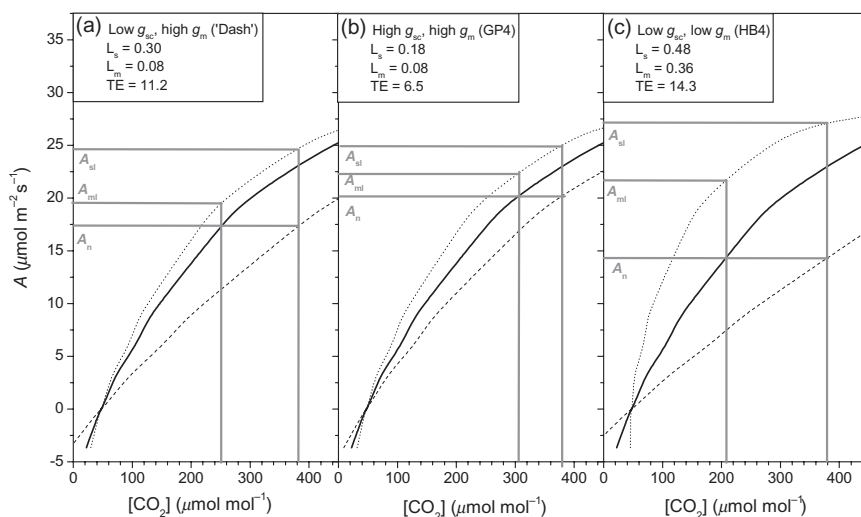 (a) Low gsc, high gm ('Dash')
Ls = 0.30
Lm = 0.08
TE = 11.2
(b) High gsc, high gm (GP4)
Ls = 0.18
Lm = 0.08
TE = 6.5
(c) Low gsc, low gm (HB4)
Ls = 0.48
Lm = 0.36
TE = 14.3
35
30
25
20
15
10
5
0
-5
A (μmol m−2 s−1)
Asl
Aml
An
Asl
Aml
An
Asl
Aml
An
0 100 200 300 400
0 100 200 300 400
0 100 200 300 400
[CO2] (μmol mol−1)
[CO2] (μmol mol−1)
[CO2] (μmol mol−1)